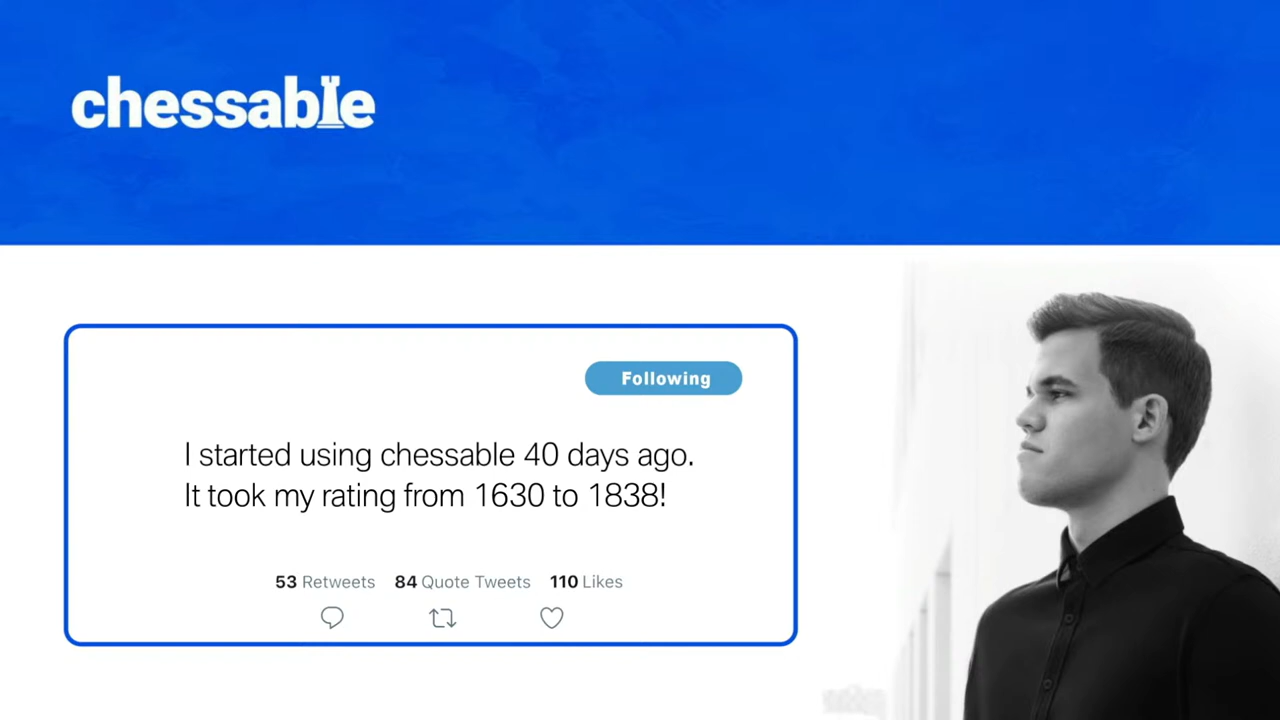 chessable
Following
I started using chessable 40 days ago.
It took my rating from 1630 to 1838!
53 Retweets 84 Quote Tweets 110 Likes